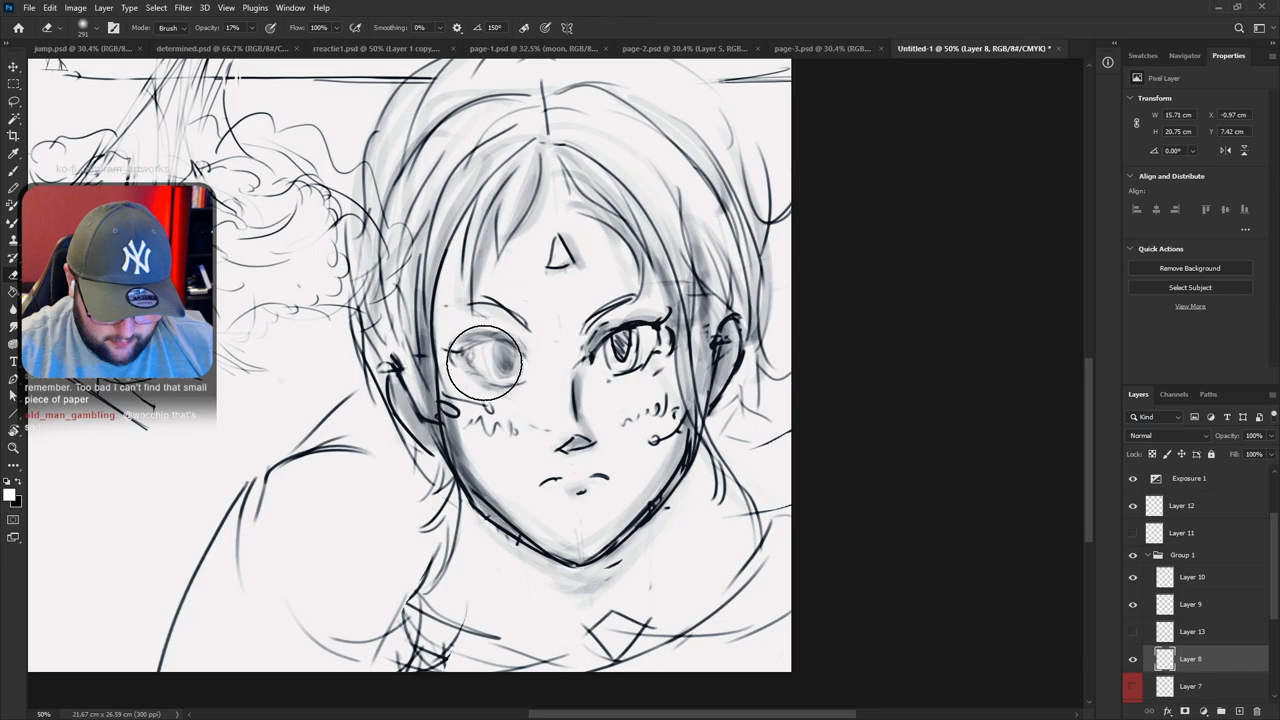 File Edit Image Layer Type Select Filter 3D View Plugins Window Help
Mode: Brush Opacity: 17% Flow: 100% Smoothing: 0% 150°
291
jump.psd @ 30.4% (RGB/8... determined.psd @ 66.7% (RGB/8#/C... rreactie1.psd @ 50% (Layer 1 copy,... page-1.psd @ 32.5% (moon, RGB/8... page-2.psd @ 30.4% (Layer 5, RGB/8... page-3.psd @ 30.4% (RGB/... Untitled-1 @ 50% (Layer 8, RGB/8#/CMYK) *
Swatches Navigator Properties
Pixel Layer
Transform
W 15.71 cm X -0.97 cm
H 20.75 cm Y 7.42 cm
0.00°
Align and Distribute
Align:
Quick Actions
Remove Background
Select Subject
View More
remember. Too bad I can't find that small
piece of paper
old_man_gambling: @wocchip that's
Layers Channels Paths
Kind
Normal Opacity: 100%
Lock: Fill: 100%
Exposure 1
Layer 12
Layer 11
Group 1
Layer 10
Layer 9
Layer 13
Layer 8
Layer 7
50% 21.67 cm x 26.59 cm (300 ppi)